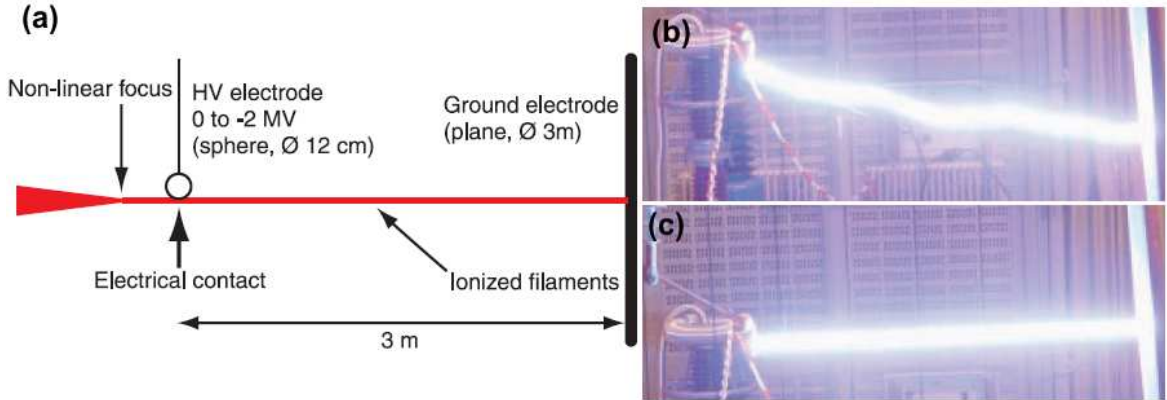 (a)
Non-linear focus
HV electrode
0 to -2 MV
(sphere, Ø 12 cm)
Ground electrode
(plane, Ø 3m)
Electrical contact
Ionized filaments
3 m
(b)
(c)